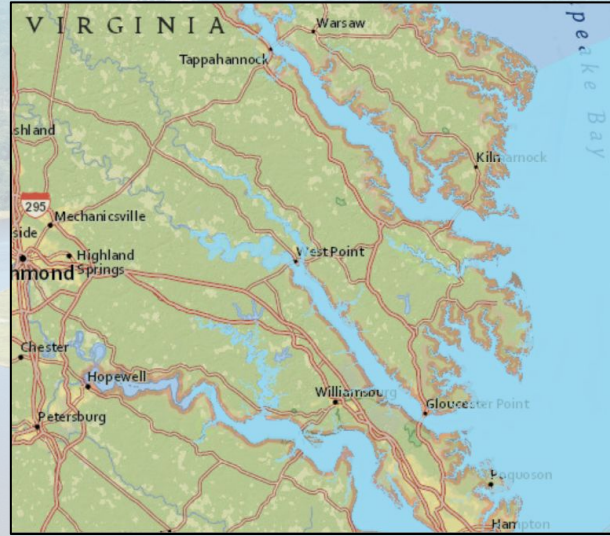 VIRGINIA
Warsaw
peake Bay
Tappahannock
shland
Kilmarnock
295
Mechanicsville
side
West Point
Highland
Springs
hmond
Chester
Hopewell
Williamsburg
Gloucester Point
Petersburg
Poquoson
Hampton